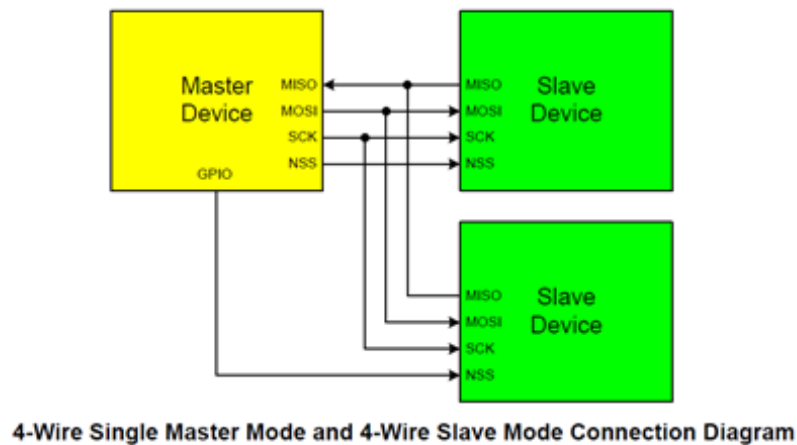 Master
Device
MISO
MOSI
SCK
NSS
GPIO
MISO
MOSI
SCK
NSS
Slave
Device
MISO
MOSI
SCK
NSS
Slave
Device
4-Wire Single Master Mode and 4-Wire Slave Mode Connection Diagram